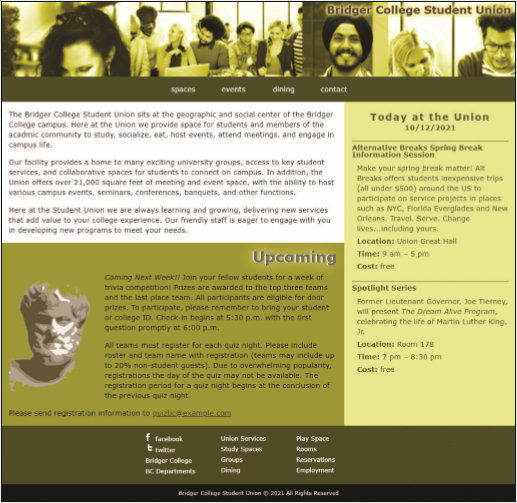 Bridger College Student Union
spaces events dining contact
The Bridger College Student Union sits at the geographic and social center of the Bridger
College campus. Here at the Union we provide space for students and members of the
acadmic community to study, socialize, eat, host events, attend meetings, and engage in
campus life.
Our facility provides a home to many exciting university groups, access to key student
services, and collaborative spaces for students to connect on campus. In addition, the
Union offers over 21,000 square feet of meeting and event space, with the ability to host
various campus events, seminars, conferences, banquets, and other functions.
Here at the Student Union we are always learning and growing, delivering new services
that add value to your college experience. Our friendly staff is eager to engage with you
in developing new programs to meet your needs.
Upcoming
Coming Next Week!! Join your fellow students for a week of
trivia competition! Prizes are awarded to the top three teams
and the last place team. All participants are eligible for door
prizes. To participate, please remember to bring your student
or college ID. Check-in begins at 5:30 p.m. with the first
question promptly at 6:00 p.m.
All teams must register for each quiz night. Please include
roster and team name with registration (teams may include up
to 20% non-student guests). Due to overwhelming popularity,
registrations the day of the quiz may not be available. The
registration period for a quiz night begins at the conclusion of
the previous quiz night.
Please send registration information to quizbc@example.com
Today at the Union
10/12/2021
Alternative Breaks Spring Break
Information Session
Make your spring break matter! Alt
Breaks offers students inexpensive trips
(all under $500) around the US to
participate on service projects in places
such as NYC, Florida Everglades and New
Orleans. Travel. Serve. Change
lives...including yours.
Location: Union Great Hall
Time: 9 am – 5 pm
Cost: free
Spotlight Series
Former Lieutenant Governor, Joe Tierney,
will present The Dream Alive Program,
celebrating the life of Martin Luther King,
Jr.
Location: Room 178
Time: 7 pm – 8:30 pm
Cost: free
f facebook
t twitter
Bridger College
BC Departments
Union Services
Study Spaces
Groups
Dining
Play Space
Rooms
Reservations
Employment
Bridger College Student Union © 2021 All Rights Reserved